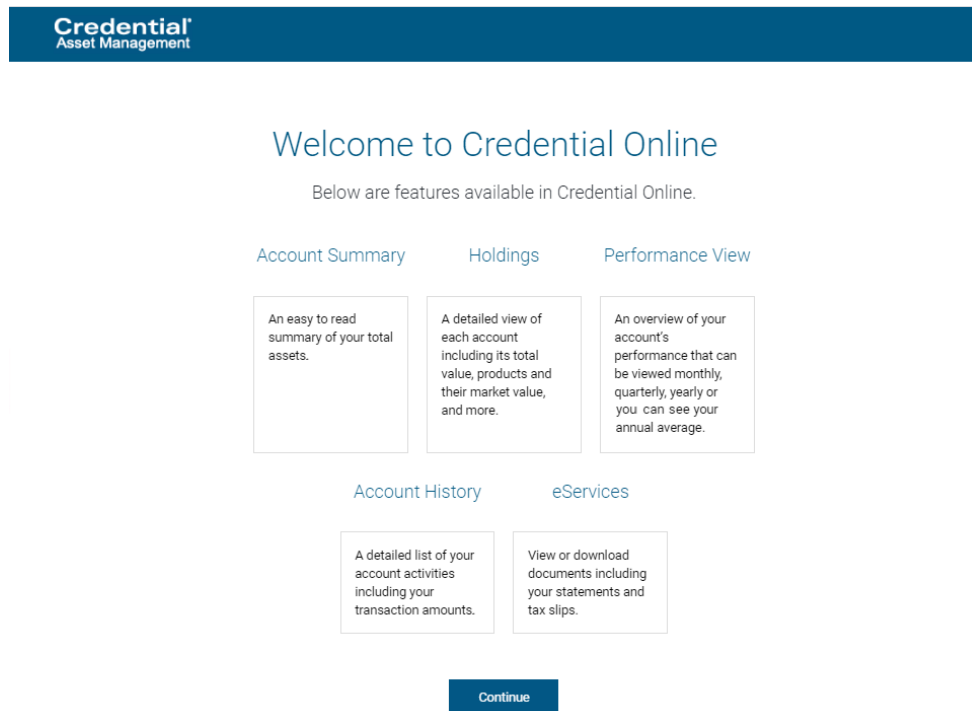 Credential®
Asset Management
Welcome to Credential Online
Below are features available in Credential Online.
Account Summary
An easy to read
summary of your total
assets.
Holdings
A detailed view of
each account
including its total
value, products and
their market value,
and more.
Performance View
An overview of your
account's
performance that can
be viewed monthly,
quarterly, yearly or
you can see your
annual average.
Account History
A detailed list of your
account activities
including your
transaction amounts.
eServices
View or download
documents including
your statements and
tax slips.
Continue